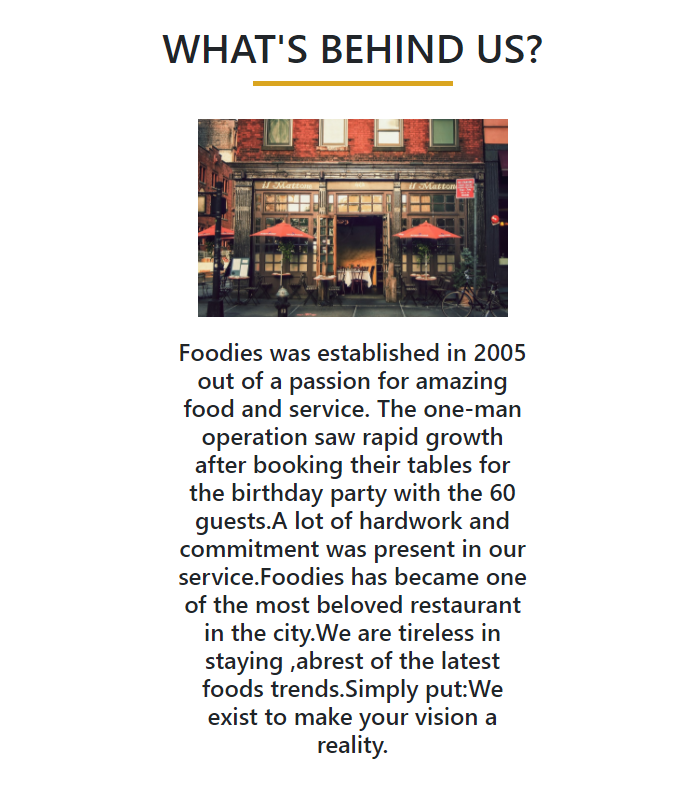 WHAT'S BEHIND US?
Il Mattone
Il Mattone
Foodies was established in 2005
out of a passion for amazing
food and service. The one-man
operation saw rapid growth
after booking their tables for
the birthday party with the 60
guests.A lot of hardwork and
commitment was present in our
service.Foodies has became one
of the most beloved restaurant
in the city.We are tireless in
staying ,abrest of the latest
foods trends.Simply put:We
exist to make your vision a
reality.